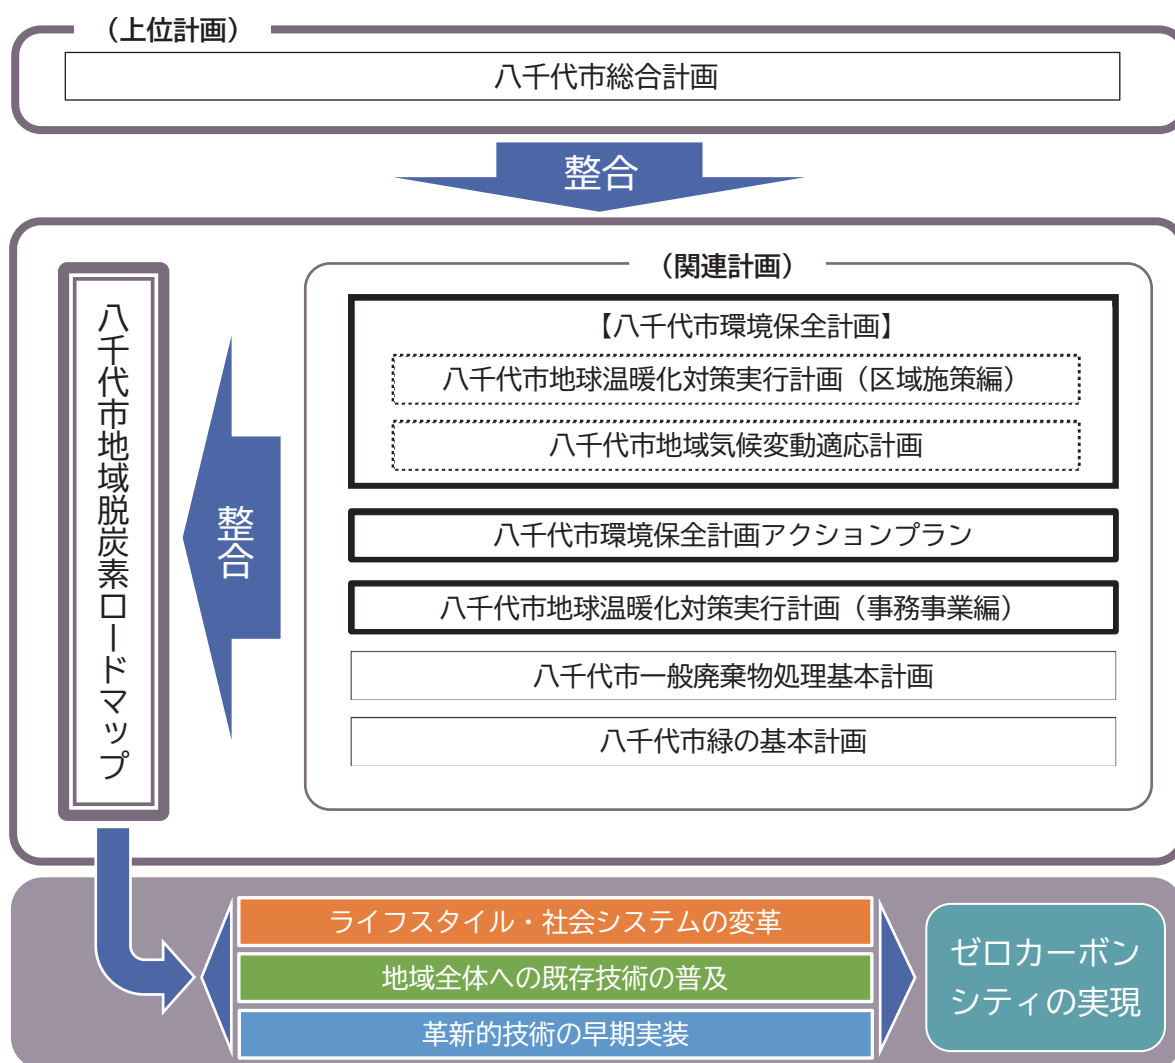 （上位計画）
八千代市総合計画
整合
八千代市地域脱炭素ロードマップ
整合
（関連計画）
【八千代市環境保全計画】
八千代市地球温暖化対策実行計画（区域施策編）
八千代市地域気候変動適応計画
八千代市環境保全計画アクションプラン
八千代市地球温暖化対策実行計画（事務事業編）
八千代市一般廃棄物処理基本計画
八千代市緑の基本計画
ライフスタイル・社会システムの変革
地域全体への既存技術の普及
革新的技術の早期実装
ゼロカーボン
シティの実現